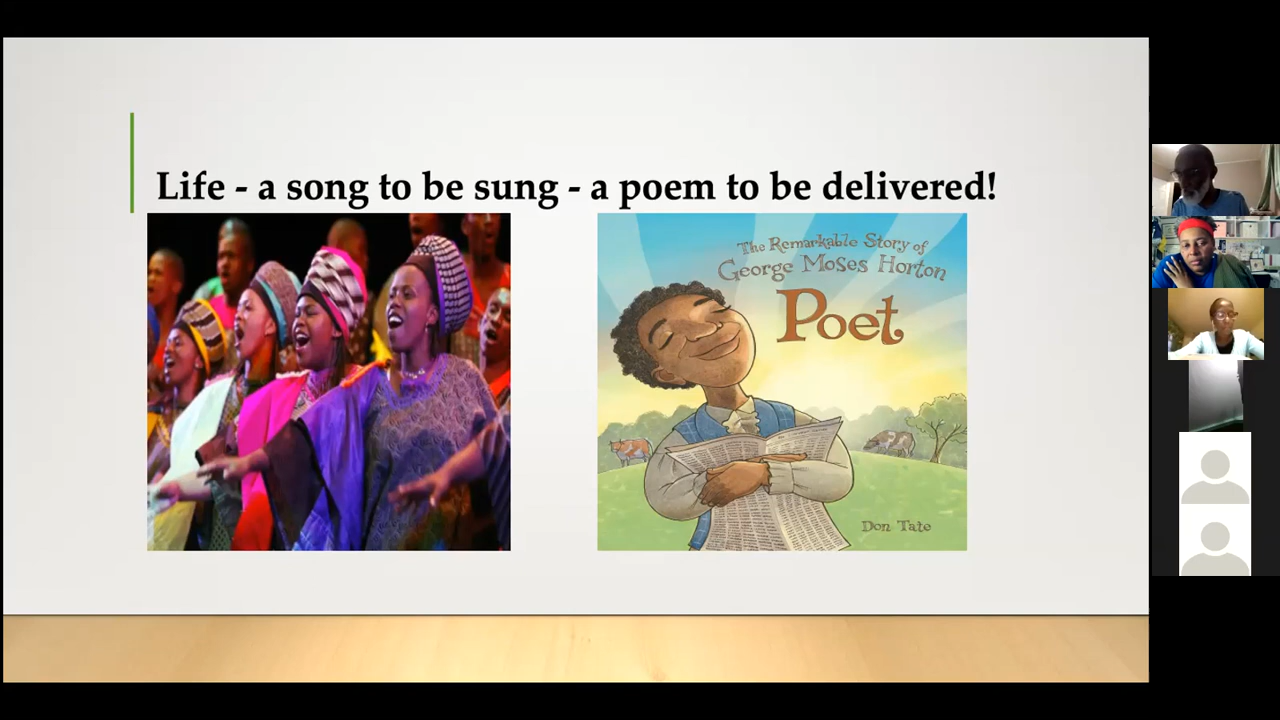 Life - a song to be sung - a poem to be delivered!
The Remarkable Story of
George Moses Horton
Poet
Don Tate